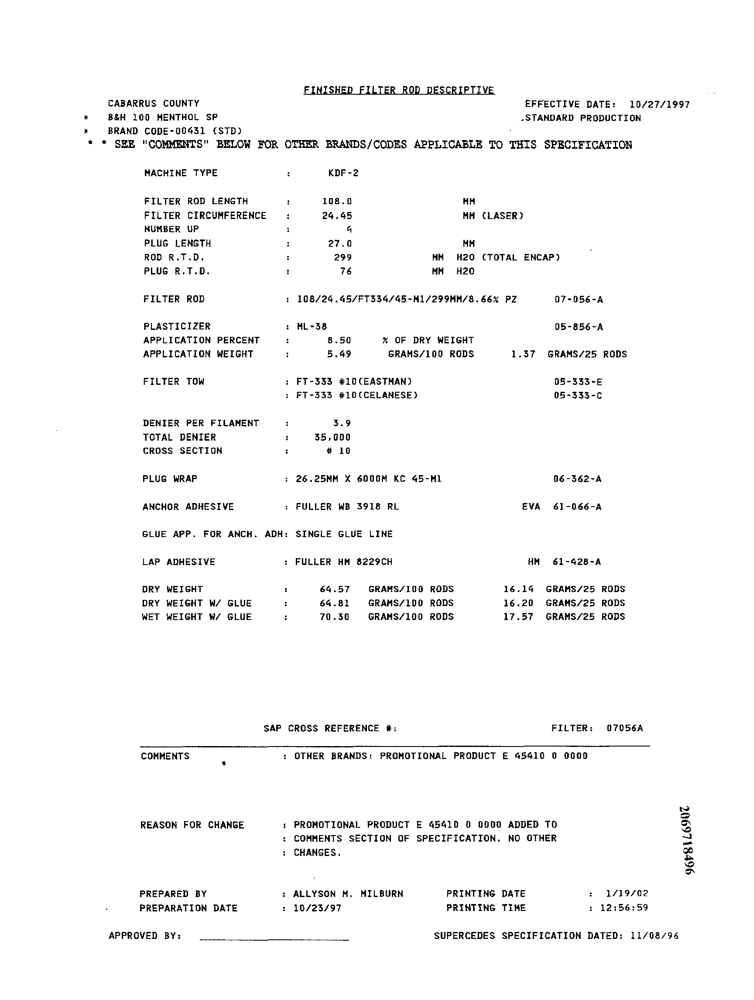 FINISHED FILTER ROD DESCRIPTIVE
CABARRUS COUNTY EFFECTIVE DATE: 10/27/1997
* B&H 100 MENTHOL SP .STANDARD PRODUCTION
* BRAND CODE-00431 (STD)
* * SEE "COMMENTS" BELOW FOR OTHER BRANDS/CODES APPLICABLE TO THIS SPECIFICATION
MACHINE TYPE : KDF-2
FILTER ROD LENGTH : 108.0 MM
FILTER CIRCUMFERENCE : 24.45 MM (LASER)
NUMBER UP : 4
PLUG LENGTH : 27.0 MM
ROD R.T.D. : 299 MM H2O (TOTAL ENCAP)
PLUG R.T.D. : 76 MM H2O
FILTER ROD : 108/24.45/FT334/45-M1/299MM/8.66% PZ 07-056-A
PLASTICIZER : ML-38 05-856-A
APPLICATION PERCENT : 8.50 % OF DRY WEIGHT
APPLICATION WEIGHT : 5.49 GRAMS/100 RODS 1.37 GRAMS/25 RODS
FILTER TOW : FT-333 #10(EASTMAN) 05-333-E
: FT-333 #10(CELANESE) 05-333-C
DENIER PER FILAMENT : 3.9
TOTAL DENIER : 35,000
CROSS SECTION : # 10
PLUG WRAP : 26.25MM X 6000M KC 45-M1 06-362-A
ANCHOR ADHESIVE : FULLER WB 3918 RL EVA 61-066-A
GLUE APP. FOR ANCH. ADH: SINGLE GLUE LINE
LAP ADHESIVE : FULLER HM 8229CH HM 61-428-A
DRY WEIGHT : 64.57 GRAMS/100 RODS 16.14 GRAMS/25 RODS
DRY WEIGHT W/ GLUE : 64.81 GRAMS/100 RODS 16.20 GRAMS/25 RODS
WET WEIGHT W/ GLUE : 70.30 GRAMS/100 RODS 17.57 GRAMS/25 RODS
SAP CROSS REFERENCE #: FILTER: 07056A
COMMENTS : OTHER BRANDS: PROMOTIONAL PRODUCT E 45410 0 0000
REASON FOR CHANGE : PROMOTIONAL PRODUCT E 45410 0 0000 ADDED TO
: COMMENTS SECTION OF SPECIFICATION. NO OTHER
: CHANGES.
2069718496
PREPARED BY : ALLYSON M. MILBURN PRINTING DATE : 1/19/02
PREPARATION DATE : 10/23/97 PRINTING TIME : 12:56:59
APPROVED BY: SUPERCEDES SPECIFICATION DATED: 11/08/96